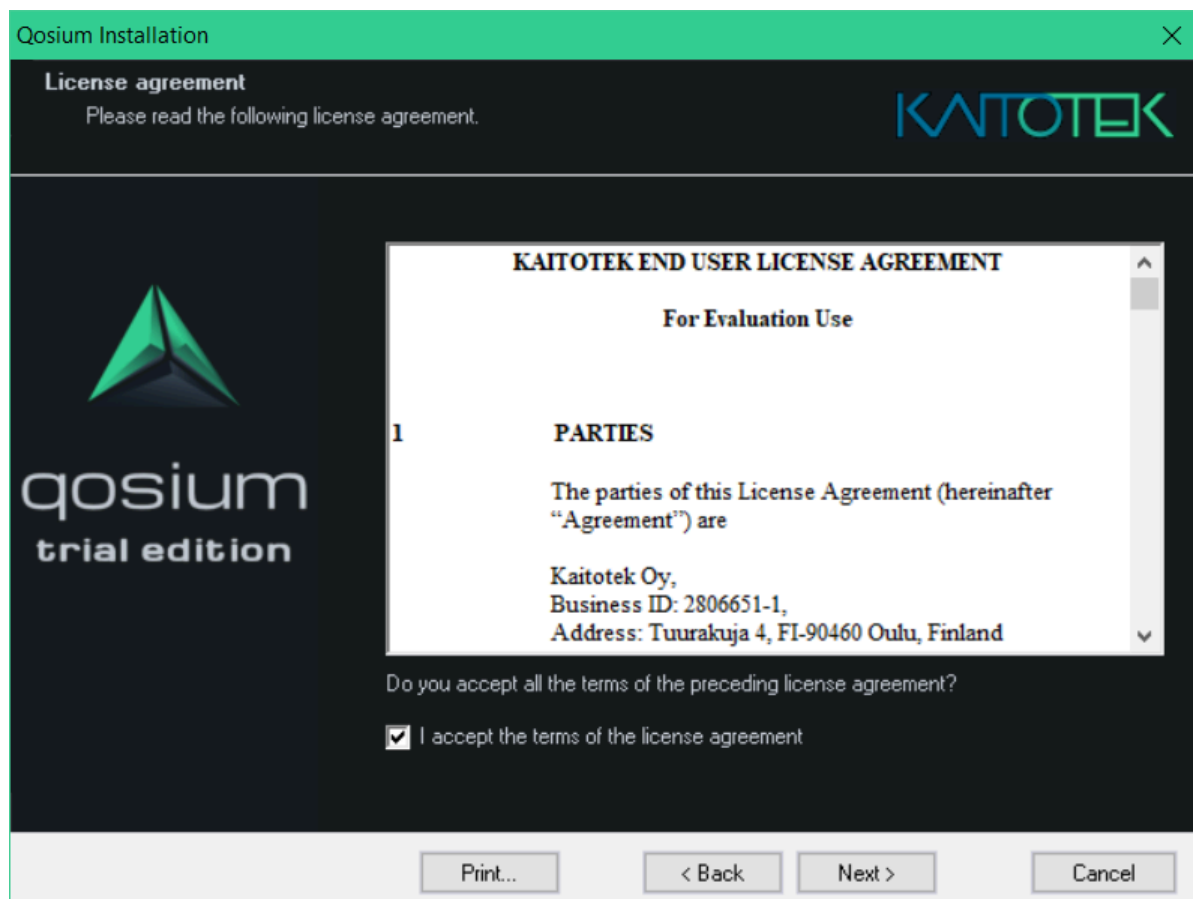 Qosium Installation
License agreement
Please read the following license agreement.
KAITOTEK
KAITOTEK END USER LICENSE AGREEMENT
For Evaluation Use
1 PARTIES
The parties of this License Agreement (hereinafter
“Agreement”) are
Kaitotek Oy,
Business ID: 2806651-1,
Address: Tuurakuja 4, FI-90460 Oulu, Finland
qosium
trial edition
Do you accept all the terms of the preceding license agreement?
I accept the terms of the license agreement
Print... < Back Next > Cancel